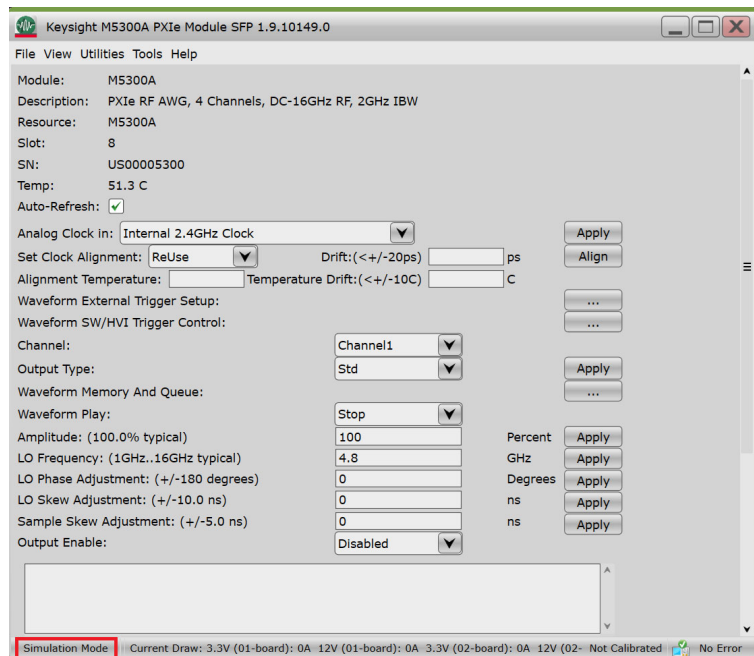 Keysight M5300A PXIe Module SFP 1.9.10149.0
File View Utilities Tools Help
Module: M5300A
Description: PXIe RF AWG, 4 Channels, DC-16GHz RF, 2GHz IBW
Resource: M5300A
Slot: 8
SN: US00005300
Temp: 51.3 C
Auto-Refresh:
Analog Clock in: Internal 2.4GHz Clock Apply
Set Clock Alignment: ReUse Drift:(<+/-20ps) ps Align
Alignment Temperature: Temperature Drift:(<+/-10C) C
Waveform External Trigger Setup: ...
Waveform SW/HVI Trigger Control: ...
Channel: Channel1
Output Type: Std Apply
Waveform Memory And Queue: ...
Waveform Play: Stop
Amplitude: (100.0% typical) 100 Percent Apply
LO Frequency: (1GHz..16GHz typical) 4.8 GHz Apply
LO Phase Adjustment: (+/-180 degrees) 0 Degrees Apply
LO Skew Adjustment: (+/-10.0 ns) 0 ns Apply
Sample Skew Adjustment: (+/-5.0 ns) 0 ns Apply
Output Enable: Disabled
Simulation Mode Current Draw: 3.3V (01-board): 0A 12V (01-board): 0A 3.3V (02-board): 0A 12V (02- Not Calibrated No Error